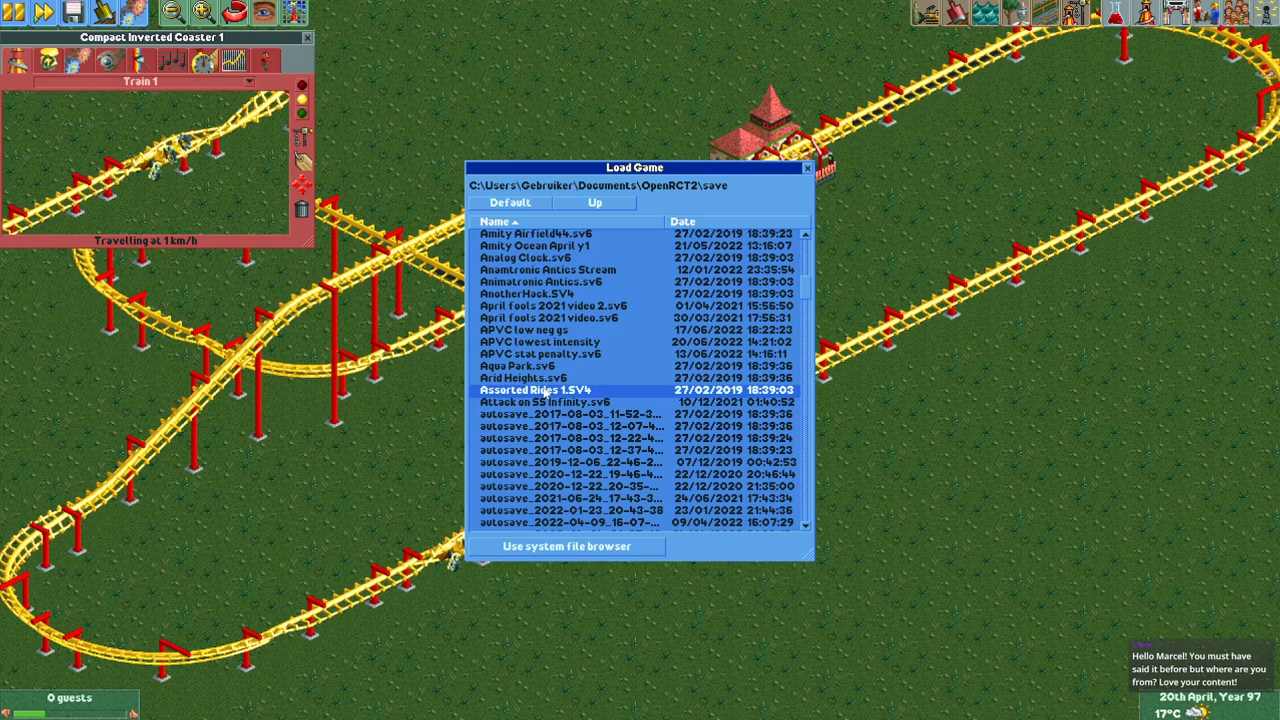 Compact Inverted Coaster 1
Train 1
Travelling at 1km/h
Load Game
C:\Users\Gebruiker\Documents\OpenRCT2\save
Default Up
Name Date
Amity Airfield44.sv6 27/02/2019 18:39:23
Amity Ocean April y1 21/05/2022 13:16:07
Analog Clock.sv6 27/02/2019 18:39:03
Anamtronic Antics Stream 12/01/2022 23:35:54
Animatronic Antics.sv6 27/02/2019 18:39:03
AnotherHack.SV4 27/02/2019 18:39:03
April fools 2021 video 2.sv6 01/04/2021 15:56:50
April fools 2021 video.sv6 30/03/2021 17:56:31
APVC low neg gs 17/06/2022 18:22:23
APVC lowest intensity 20/06/2022 14:21:02
APVC stat penalty.sv6 13/06/2022 14:16:11
Aqua Park.sv6 27/02/2019 18:39:36
Arid Heights.sv6 27/02/2019 18:39:36
Assorted Rides 1.SV4 27/02/2019 18:39:03
Attack on SS Infinity.sv6 10/12/2021 01:40:52
autosave_2017-08-03_11-52-3... 27/02/2019 18:39:36
autosave_2017-08-03_12-07-4... 27/02/2019 18:39:36
autosave_2017-08-03_12-22-4... 27/02/2019 18:39:24
autosave_2017-08-03_12-37-4... 27/02/2019 18:39:23
autosave_2019-12-06_22-46-2... 07/12/2019 00:42:53
autosave_2020-12-22_19-46-4... 22/12/2020 20:46:44
autosave_2020-12-22_20-35-... 22/12/2020 21:35:00
autosave_2021-06-24_17-43-3... 24/06/2021 17:43:34
autosave_2022-01-23_20-43-38 23/01/2022 21:44:36
autosave_2022-04-09_16-07-... 09/04/2022 16:07:29
Use system file browser
Hello Marcel! You must have
said it before but where are you
from? Love your content!
0 guests
20th April, Year 97
17°C